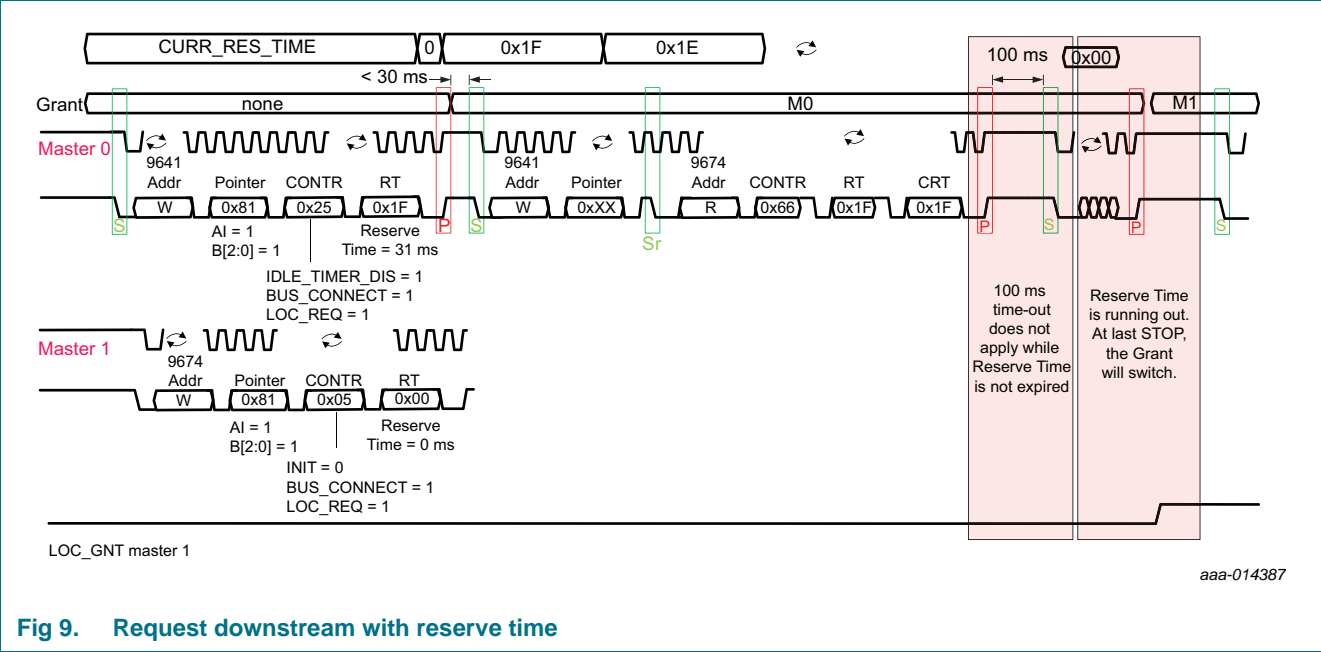 CURR_RES_TIME 0 0x1F 0x1E 100 ms 0x00
< 30 ms
Grant none M0 M1
Master 0
9641 9641 9674
Addr Pointer CONTR RT Addr Pointer Addr CONTR RT CRT
W 0x81 0x25 0x1F W 0xXX R 0x66 0x1F 0x1F
S P S Sr P S P S
AI = 1 Reserve
B[2:0] = 1 Time = 31 ms
IDLE_TIMER_DIS = 1
BUS_CONNECT = 1
LOC_REQ = 1
100 ms
time-out
does not
apply while
Reserve Time
is not expired
Reserve Time
is running out.
At last STOP,
the Grant
will switch.
Master 1
9674
Addr Pointer CONTR RT
W 0x81 0x05 0x00
AI = 1 Reserve
B[2:0] = 1 Time = 0 ms
INIT = 0
BUS_CONNECT = 1
LOC_REQ = 1
LOC_GNT master 1
aaa-014387
Fig 9. Request downstream with reserve time